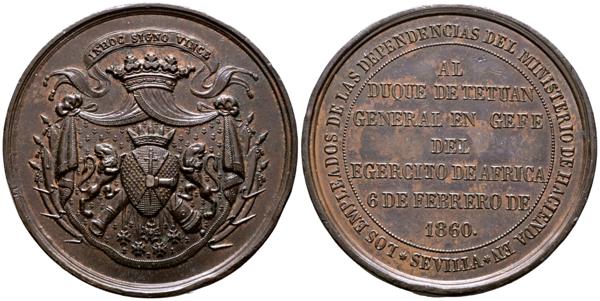 IN HOC SIGNO VINCE
LOS EMPLEADOS DE LAS DEPENDENCIAS DEL MINISTERIO DE HACIENDA EN * SEVILLA *
AL
DUQUE DE TETUAN
GENERAL EN GEFE
DEL
EGERCITO DE AFRICA
6 DE FEBRERO DE
1860.